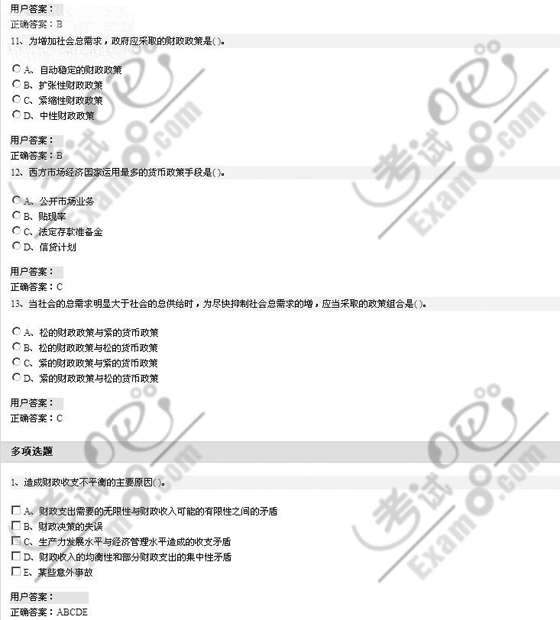 用户答案：
正确答案：B
11、为增加社会总需求，政府应采取的财政政策是( )。
A、自动稳定的财政政策
B、扩张性财政政策
C、紧缩性财政政策
D、中性财政政策
用户答案：
正确答案：B
12、西方市场经济国家运用最多的货币政策手段是( )。
A、公开市场业务
B、贴现率
C、法定存款准备金
D、信贷计划
用户答案：
正确答案：C
13、当社会的总需求明显大于社会的总供给时，为尽快抑制社会总需求的增，应当采取的政策组合是( )。
A、松的财政政策与紧的货币政策
B、松的财政政策与松的货币政策
C、紧的财政政策与紧的货币政策
D、紧的财政政策与松的货币政策
用户答案：
正确答案：C
多项选题
1、造成财政收支不平衡的主要原因( )。
A、财政支出需要的无限性与财政收入可能的有限性之间的矛盾
B、财政决策的失误
C、生产力发展水平与经济管理水平造成的收支矛盾
D、财政收入的均衡性和部分财政支出的集中性矛盾
E、某些意外事故
用户答案：
正确答案：ABCDE
考试
Exam8.com
考试
Exam8.com
考试
Exam8.com
考试
Exam8.com